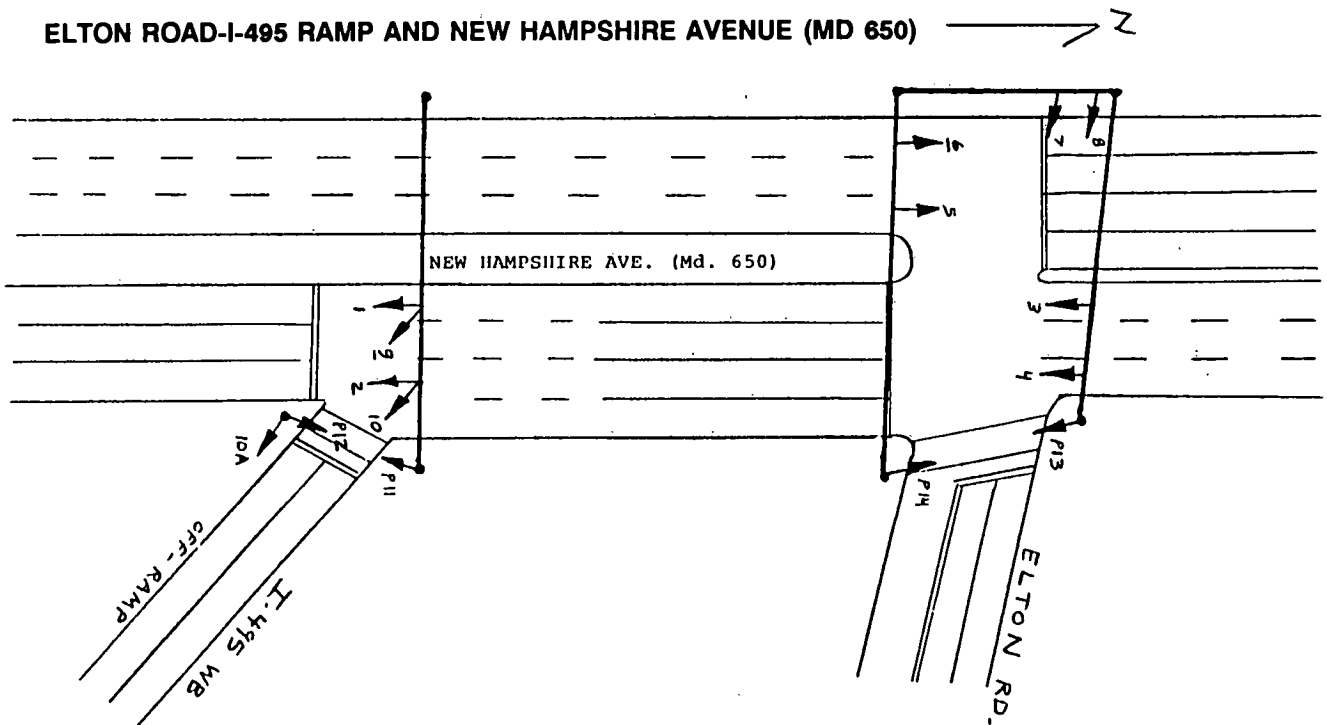 ELTON ROAD-I-495 RAMP AND NEW HAMPSHIRE AVENUE (MD 650)
Z
6
7
8
5
NEW HAMPSHIRE AVE. (Md. 650)
1
9
3
2
4
10
P12
10A
P11
P13
P14
OFF-RAMP
I-495 WB
ELTON RD.